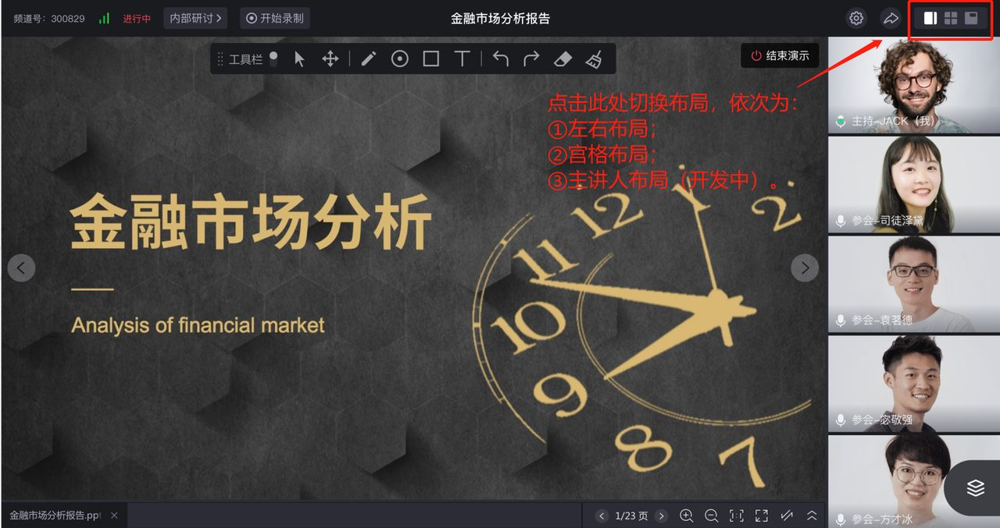 频道号：300829 进行中 内部研讨 开始录制 金融市场分析报告
工具栏 T 结束演示
点击此处切换布局，依次为：
①左右布局；
②宫格布局；
③主讲人布局（开发中）。
主持-JACK（我）
参会-司徒泽黛
参会-袁茗德
参会-宓敬强
参会-方才冰
金融市场分析
Analysis of financial market
12 1 2
11
10
9
8
7
金融市场分析报告.ppt
1/23 页